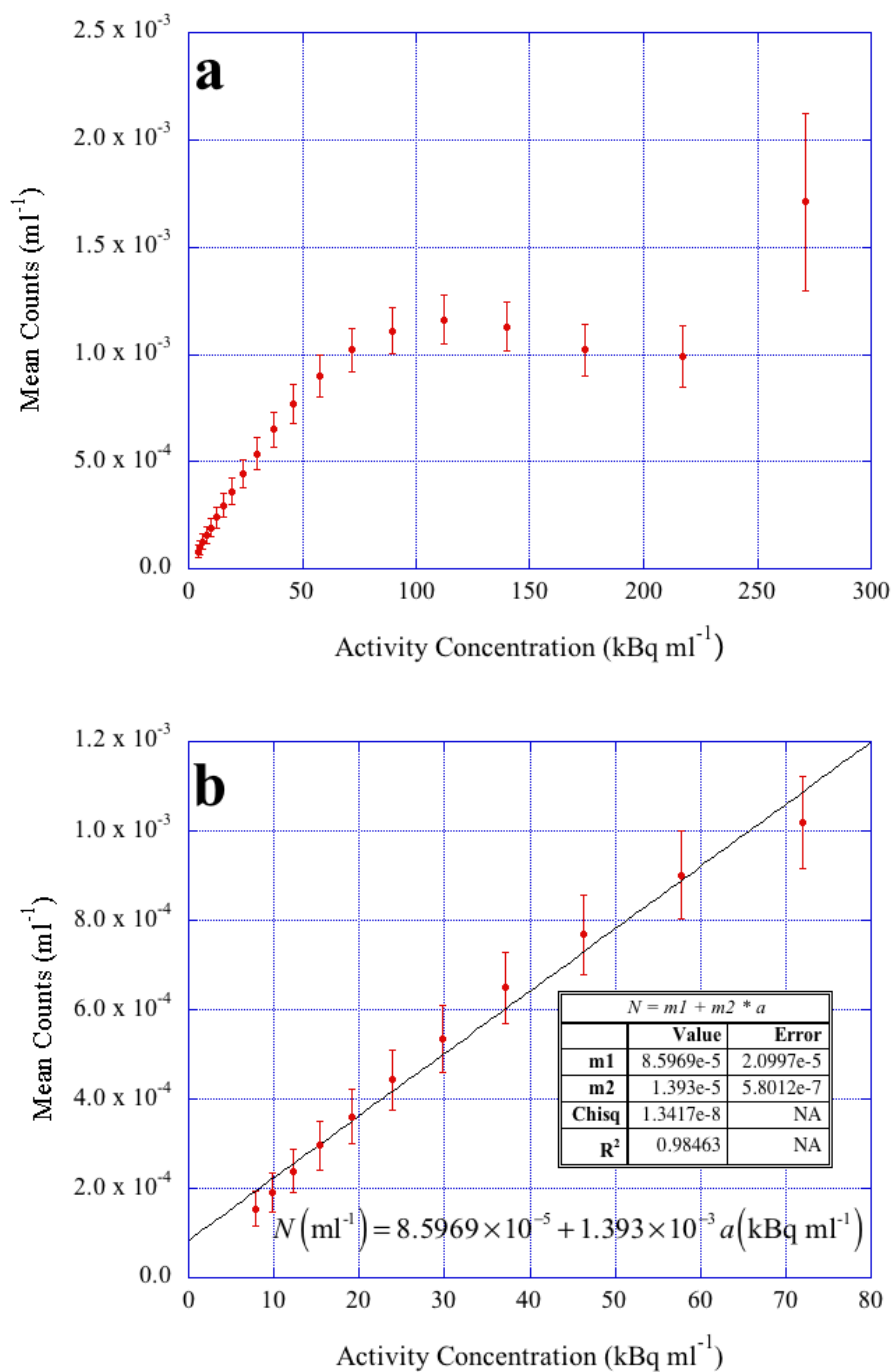 2.5 x 10⁻³
a
2.0 x 10⁻³
1.5 x 10⁻³
1.0 x 10⁻³
5.0 x 10⁻⁴
0.0
Mean Counts (ml⁻¹)
0 50 100 150 200 250 300
Activity Concentration (kBq ml⁻¹)
1.2 x 10⁻³
b
1.0 x 10⁻³
8.0 x 10⁻⁴
6.0 x 10⁻⁴
4.0 x 10⁻⁴
2.0 x 10⁻⁴
0.0
Mean Counts (ml⁻¹)
N = m1 + m2 * a
Value Error
m1 8.5969e-5 2.0997e-5
m2 1.393e-5 5.8012e-7
Chisq 1.3417e-8 NA
R² 0.98463 NA
N(ml⁻¹) = 8.5969×10⁻⁵ + 1.393×10⁻³ a(kBq ml⁻¹)
0 10 20 30 40 50 60 70 80
Activity Concentration (kBq ml⁻¹)